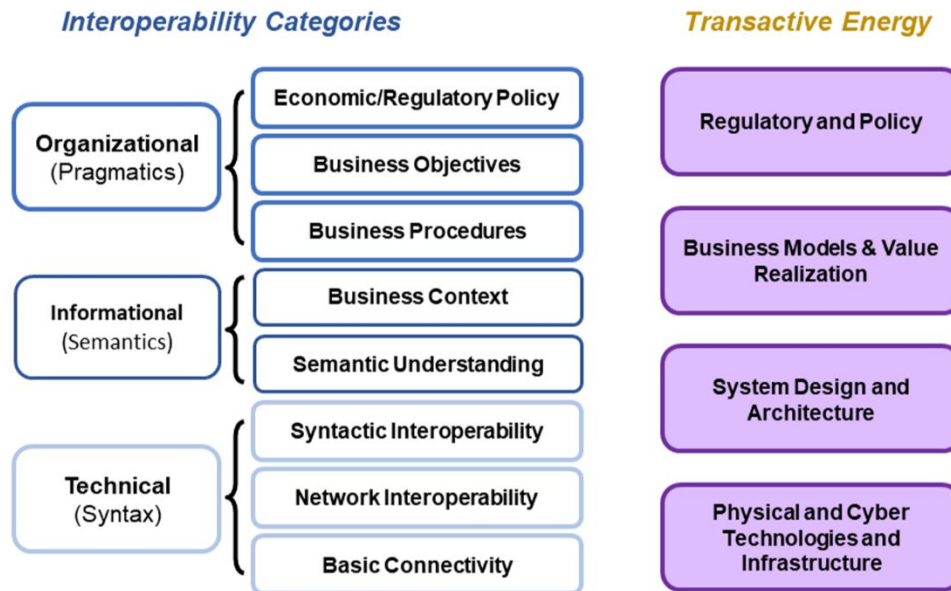 Interoperability Categories
Transactive Energy
Organizational
(Pragmatics)
Economic/Regulatory Policy
Business Objectives
Business Procedures
Informational
(Semantics)
Business Context
Semantic Understanding
Technical
(Syntax)
Syntactic Interoperability
Network Interoperability
Basic Connectivity
Regulatory and Policy
Business Models & Value
Realization
System Design and
Architecture
Physical and Cyber
Technologies and
Infrastructure